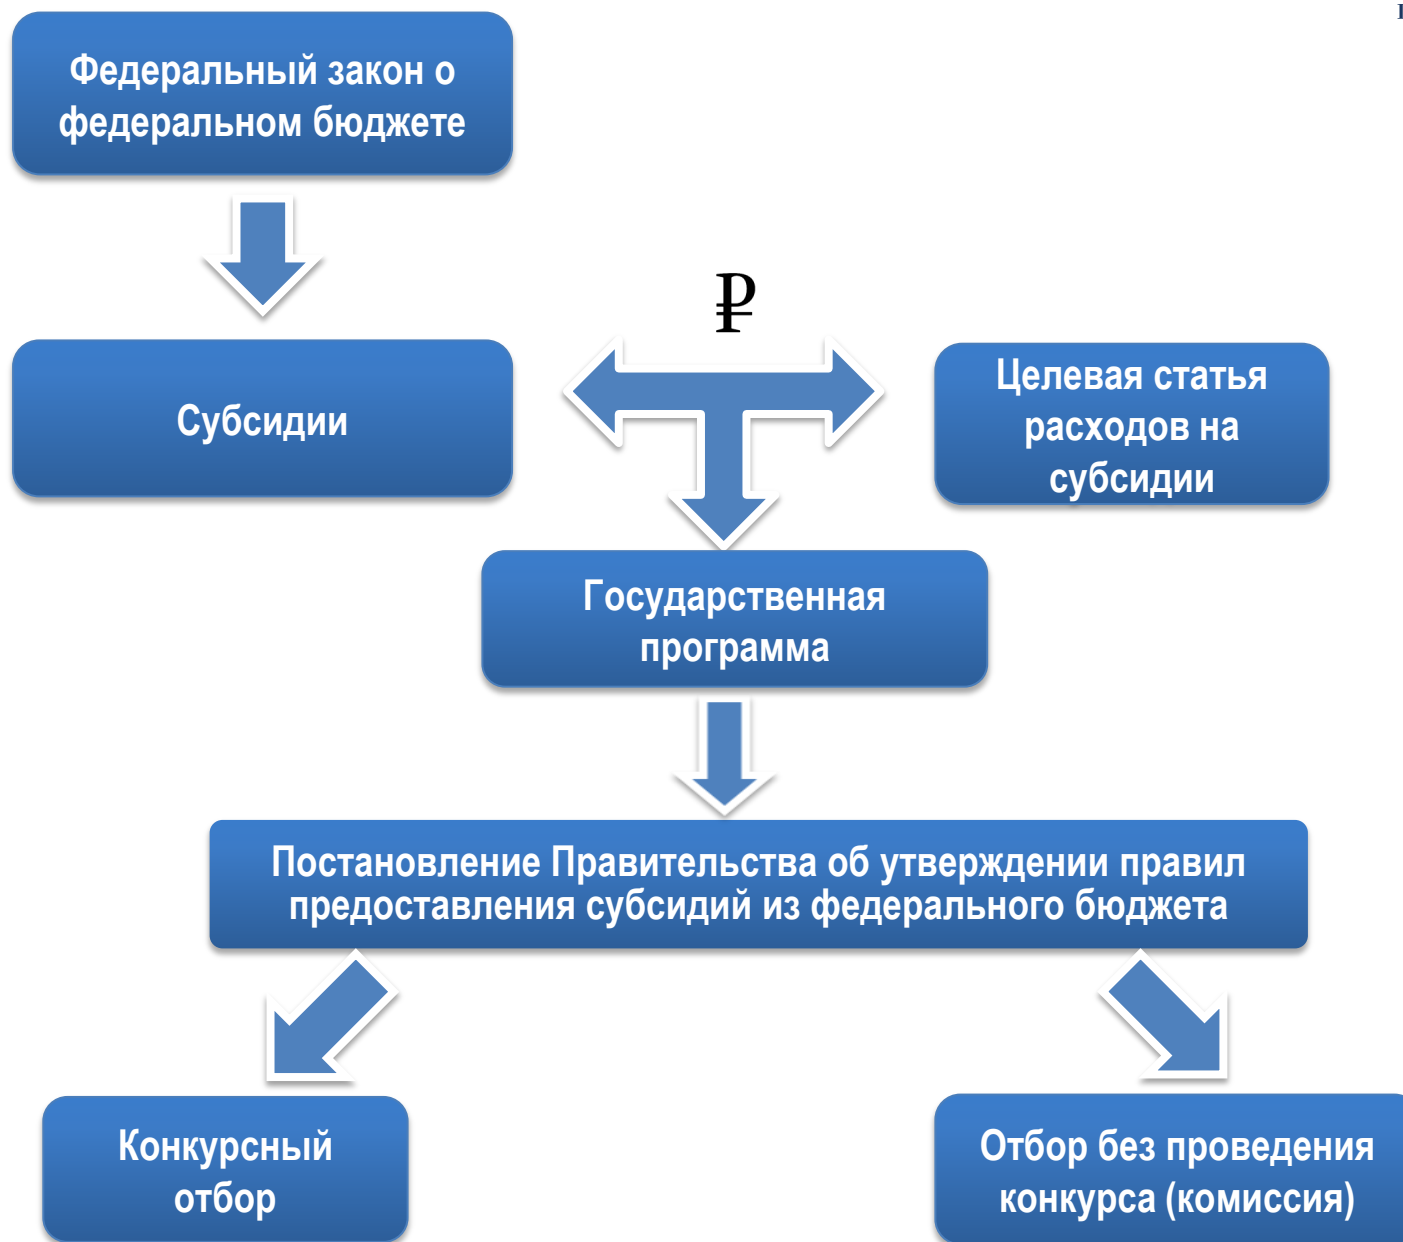 Федеральный закон о
федеральном бюджете
₽
Субсидии
Целевая статья
расходов на
субсидии
Государственная
программа
Постановление Правительства об утверждении правил
предоставления субсидий из федерального бюджета
Конкурсный
отбор
Отбор без проведения
конкурса (комиссия)